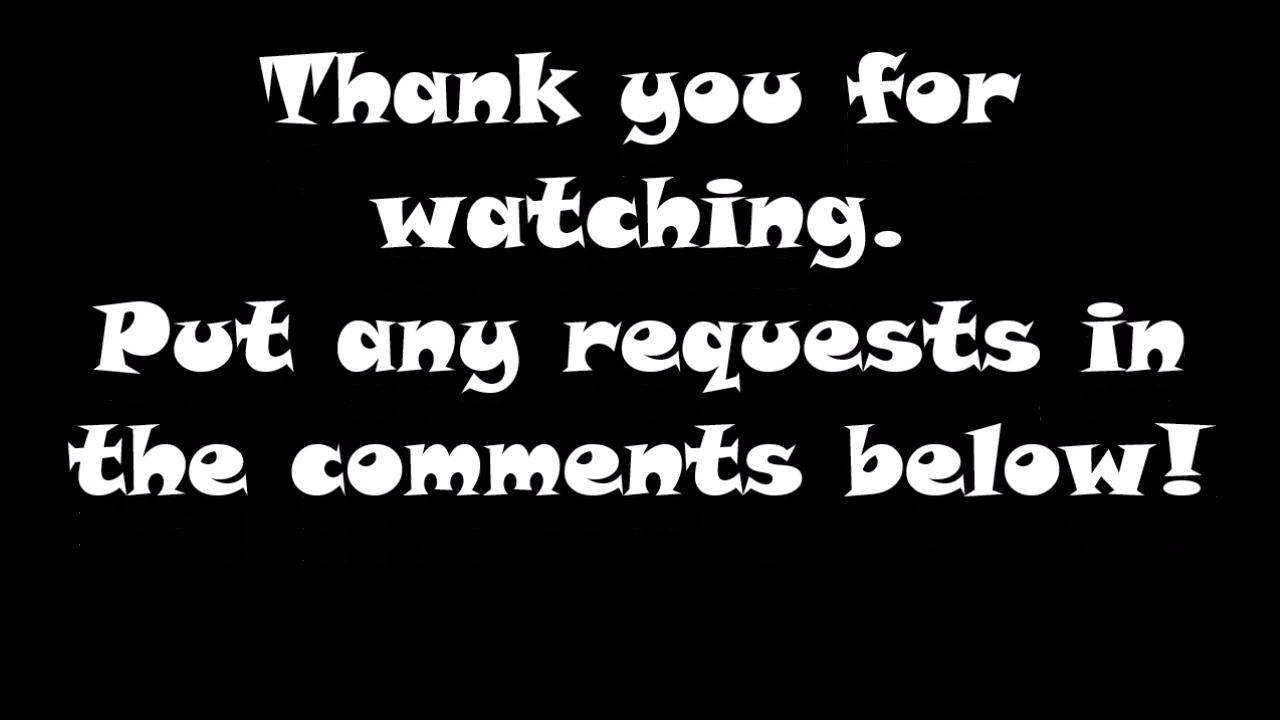 Thank you for
watching.
Put any requests in
the comments below!